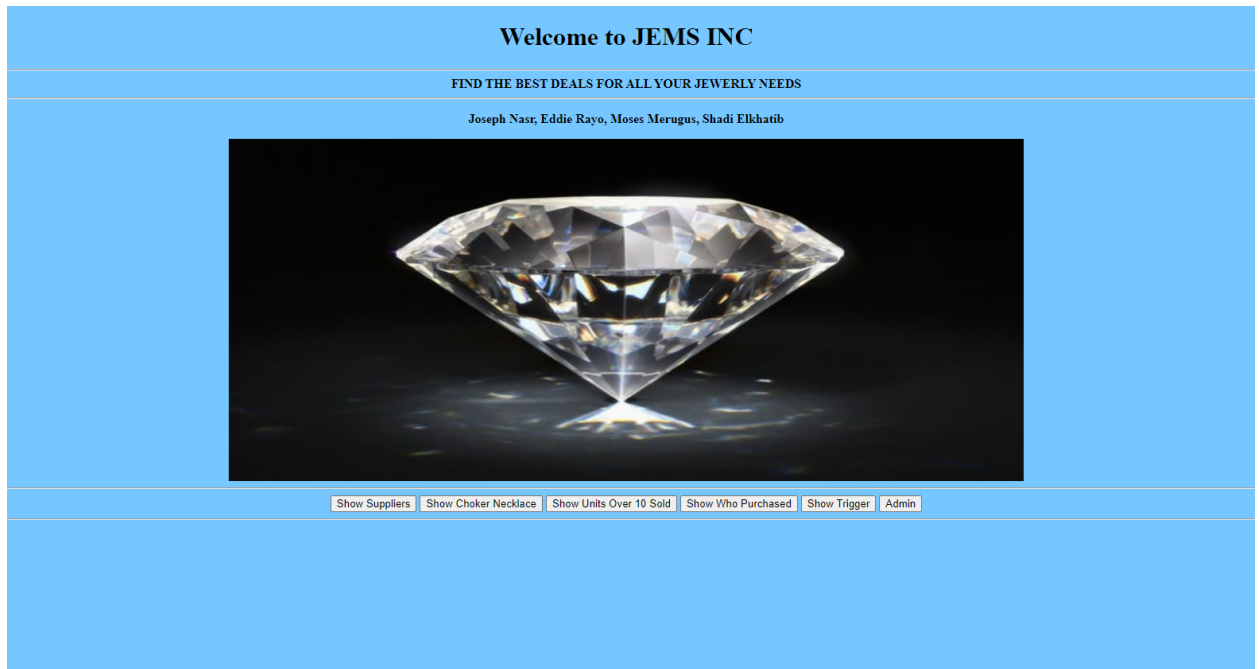 Welcome to JEMS INC
FIND THE BEST DEALS FOR ALL YOUR JEWERLY NEEDS
Joseph Nasr, Eddie Rayo, Moses Merugus, Shadi Elkhatib
Show Suppliers Show Choker Necklace Show Units Over 10 Sold Show Who Purchased Show Trigger Admin